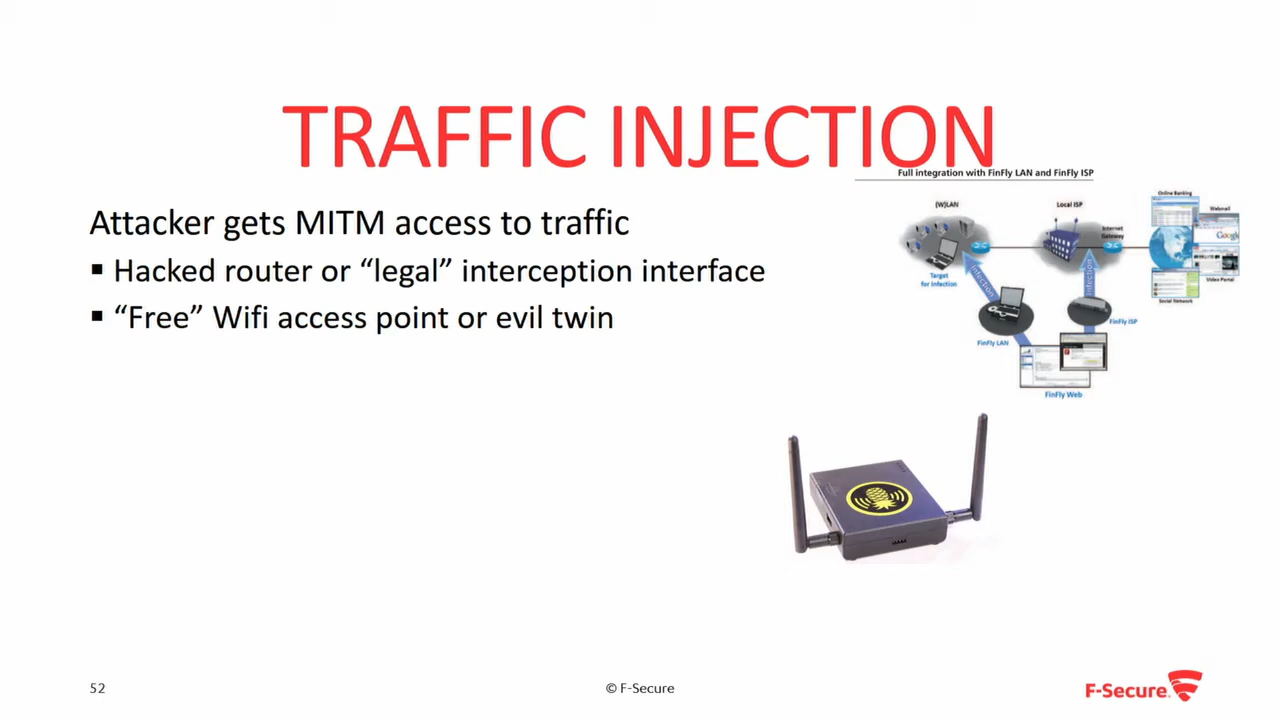 TRAFFIC INJECTION
Full integration with FinFly LAN and FinFly ISP
Attacker gets MITM access to traffic
▪ Hacked router or “legal” interception interface
▪ “Free” Wifi access point or evil twin
(W)LAN
Local ISP
Online Banking
Webmail
Internet
Gateway
Google
Target
for Infection
Infection
Infection
Video Portal
Social Network
FinFly LAN
FinFly ISP
FinFly Web
52
© F-Secure
F-Secure.